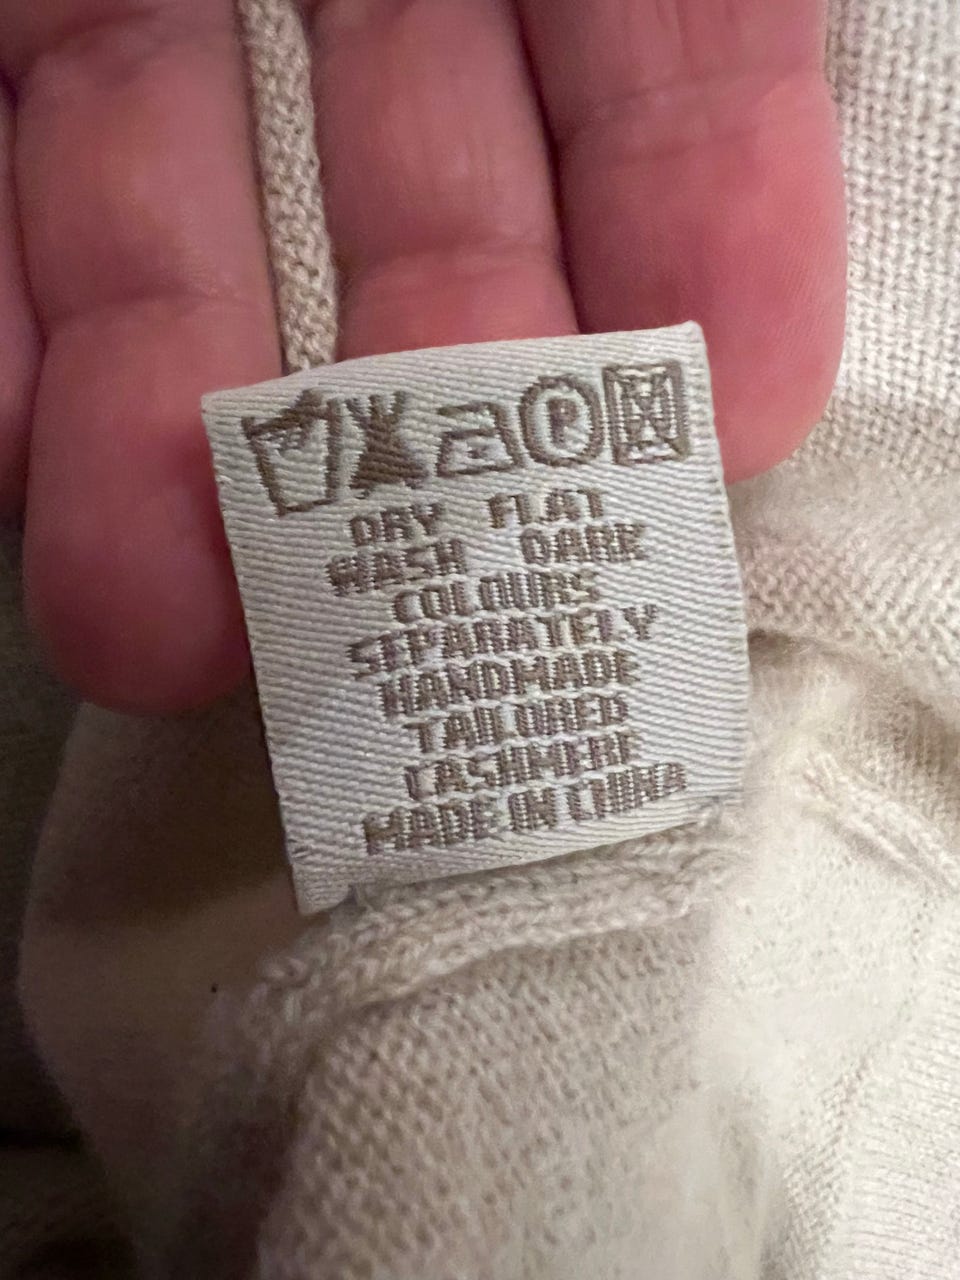 P
DRY FLAT
WASH DARK
COLOURS
SEPARATELY
HANDMADE
TAILORED
CASHMERE
MADE IN CHINA